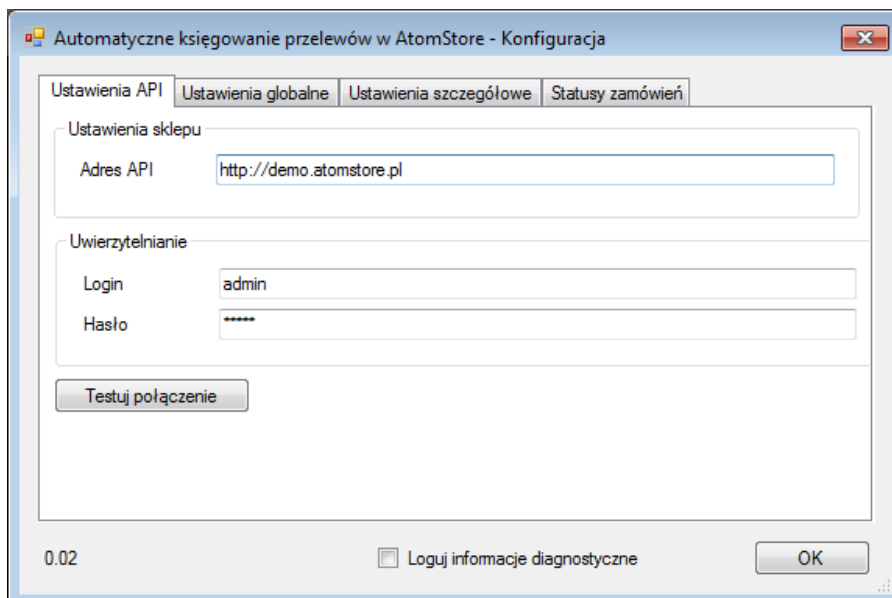 Automatyczne księgowanie przelewów w AtomStore - Konfiguracja
Ustawienia API Ustawienia globalne Ustawienia szczegółowe Statusy zamówień
Ustawienia sklepu
Adres API http://demo.atomstore.pl
Uwierzytelnianie
Login admin
Hasło *****
Testuj połączenie
0.02 Loguj informacje diagnostyczne OK